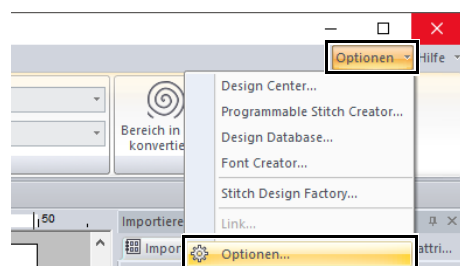 Optionen Hilfe
Design Center...
Programmable Stitch Creator...
Bereich in
Design Database...
konvertie
Font Creator...
Stitch Design Factory...
50 Importiere Link...
Impor Optionen... attri...